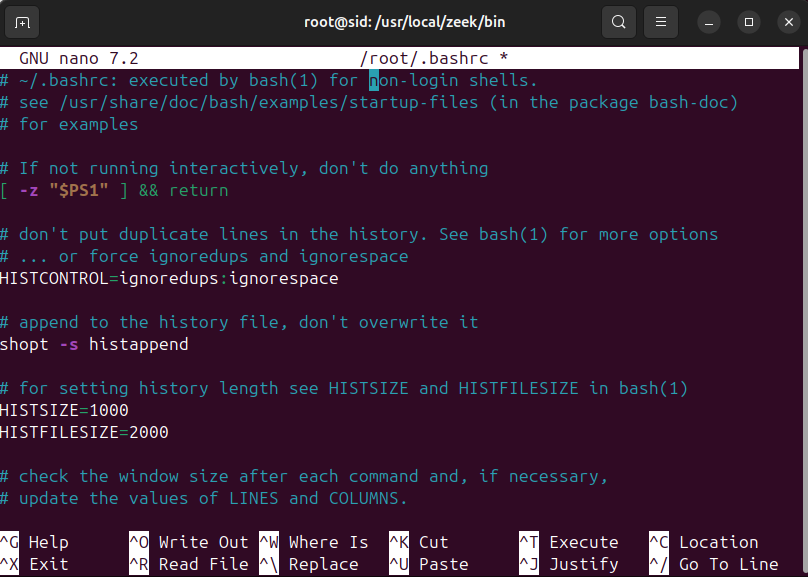 root@sid: /usr/local/zeek/bin
GNU nano 7.2 /root/.bashrc *
# ~/.bashrc: executed by bash(1) for non-login shells.
# see /usr/share/doc/bash/examples/startup-files (in the package bash-doc)
# for examples
# If not running interactively, don't do anything
[ -z "$PS1" ] && return
# don't put duplicate lines in the history. See bash(1) for more options
# ... or force ignoredups and ignorespace
HISTCONTROL=ignoredups:ignorespace
# append to the history file, don't overwrite it
shopt -s histappend
# for setting history length see HISTSIZE and HISTFILESIZE in bash(1)
HISTSIZE=1000
HISTFILESIZE=2000
# check the window size after each command and, if necessary,
# update the values of LINES and COLUMNS.
^G Help ^O Write Out ^W Where Is ^K Cut ^T Execute ^C Location
^X Exit ^R Read File ^\ Replace ^U Paste ^J Justify ^/ Go To Line